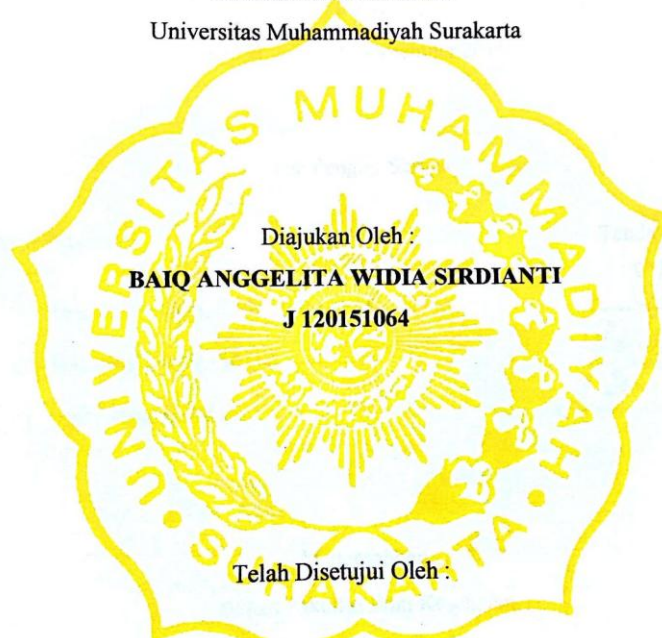 Universitas Muhammadiyah Surakarta
UNIVERSITAS MUHAMMADIYAH
SURAKARTA
Diajukan Oleh :
BAIQ ANGGELITA WIDIA SIRDIANTI
J 120151064
Telah Disetujui Oleh :